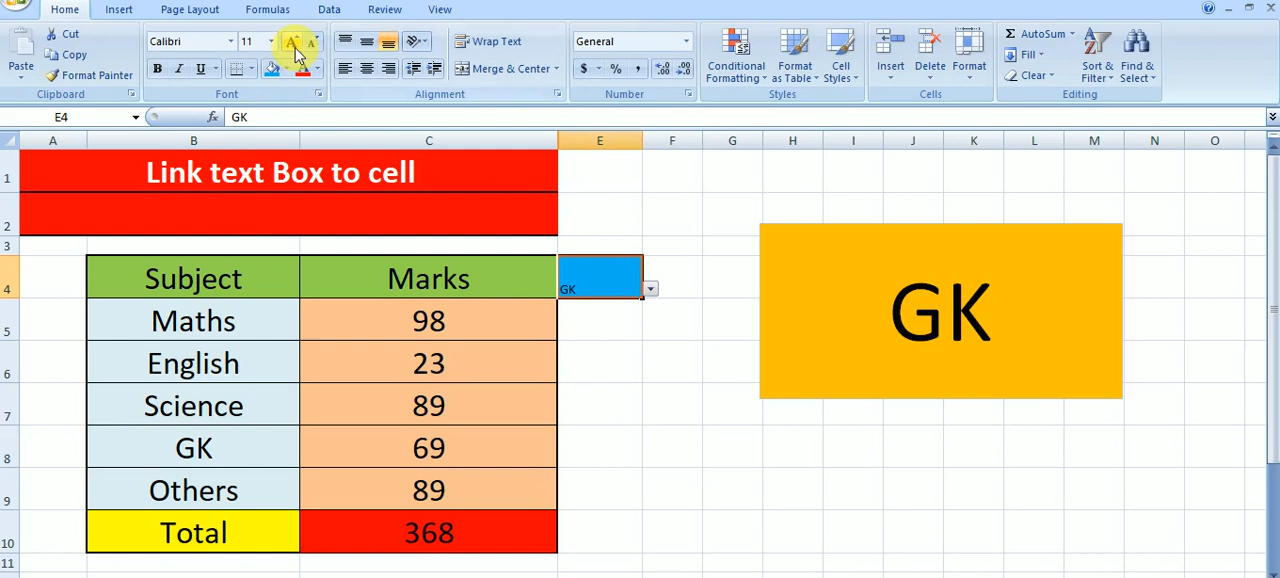 Home Insert Page Layout Formulas Data Review View
Cut
Copy
Format Painter
Paste
Clipboard
Calibri 11
B I U
Font
Wrap Text
Merge & Center
Alignment
General
$ % ,
Number
Conditional Formatting
Format as Table
Cell Styles
Styles
Insert Delete Format
Cells
Σ AutoSum
Fill
Clear
Sort & Filter
Find & Select
Editing
E4 fx GK
A B C E F G H I J K L M N O
1 Link text Box to cell
2
3
4 Subject Marks GK
5 Maths 98
6 English 23
7 Science 89
8 GK 69
9 Others 89
10 Total 368
11
GK